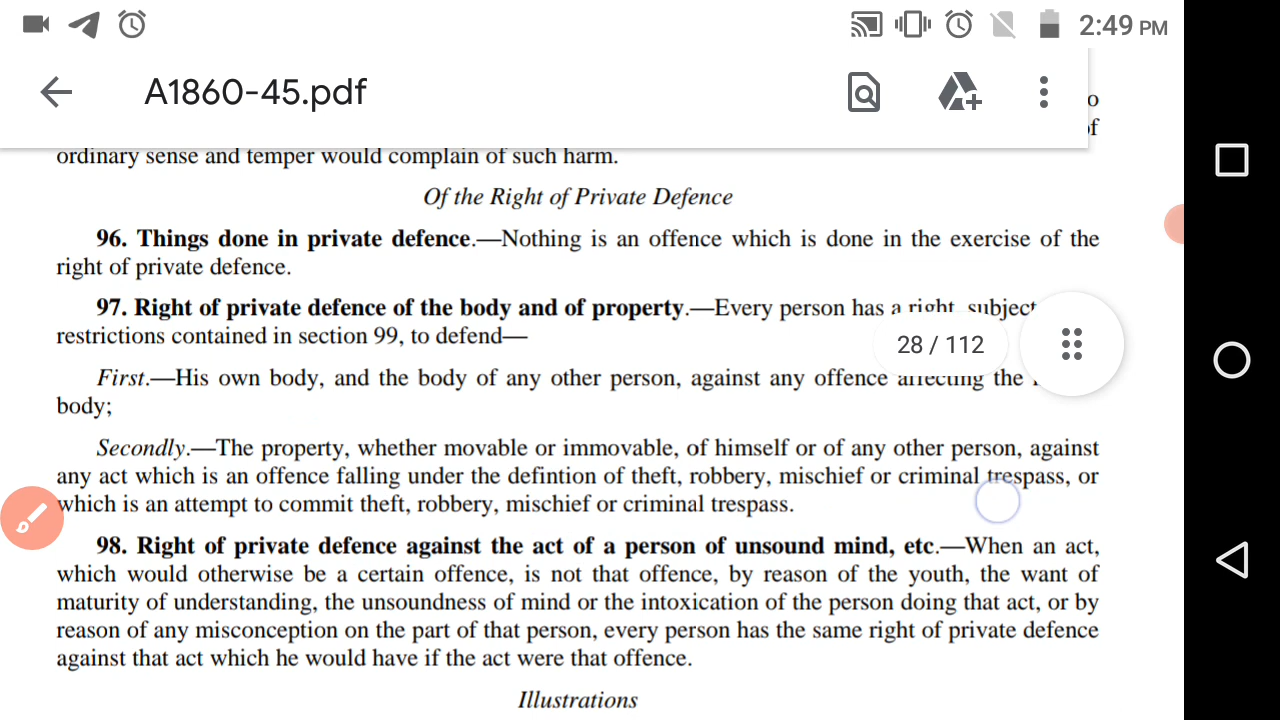 2:49 PM
A1860-45.pdf
ordinary sense and temper would complain of such harm.
Of the Right of Private Defence
96. Things done in private defence.—Nothing is an offence which is done in the exercise of the
right of private defence.
97. Right of private defence of the body and of property.—Every person has a right, subject
restrictions contained in section 99, to defend—
28 / 112
First.—His own body, and the body of any other person, against any offence affecting the
body;
Secondly.—The property, whether movable or immovable, of himself or of any other person, against
any act which is an offence falling under the defintion of theft, robbery, mischief or criminal trespass, or
which is an attempt to commit theft, robbery, mischief or criminal trespass.
98. Right of private defence against the act of a person of unsound mind, etc.—When an act,
which would otherwise be a certain offence, is not that offence, by reason of the youth, the want of
maturity of understanding, the unsoundness of mind or the intoxication of the person doing that act, or by
reason of any misconception on the part of that person, every person has the same right of private defence
against that act which he would have if the act were that offence.
Illustrations